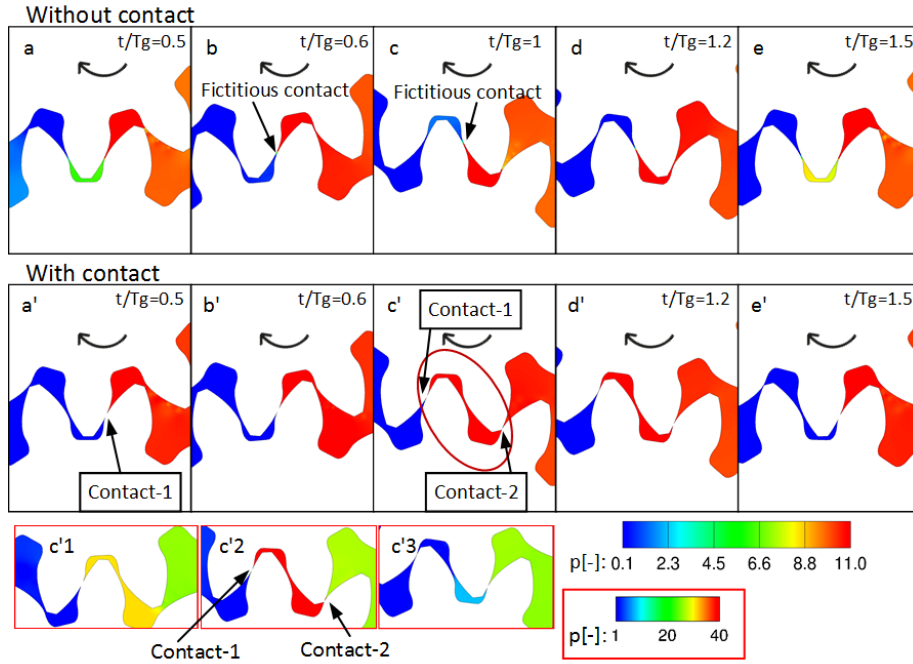 Without contact
a t/Tg=0.5
b t/Tg=0.6
c t/Tg=1
d t/Tg=1.2
e t/Tg=1.5
Fictitious contact
Fictitious contact
With contact
a' t/Tg=0.5
b' t/Tg=0.6
c'
d' t/Tg=1.2
e' t/Tg=1.5
Contact-1
Contact-1
Contact-2
c'1
c'2
c'3
p[-]: 0.1 2.3 4.5 6.6 8.8 11.0
Contact-1
Contact-2
p[-]: 1 20 40